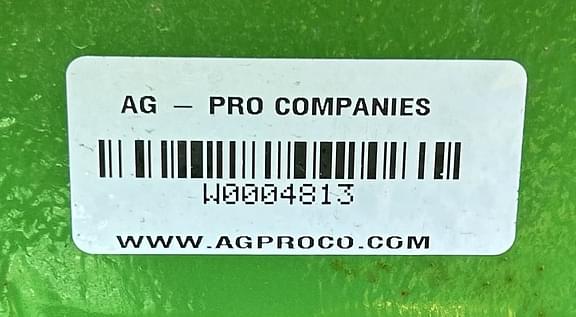 AG – PRO COMPANIES
W0004813
WWW.AGPROCO.COM